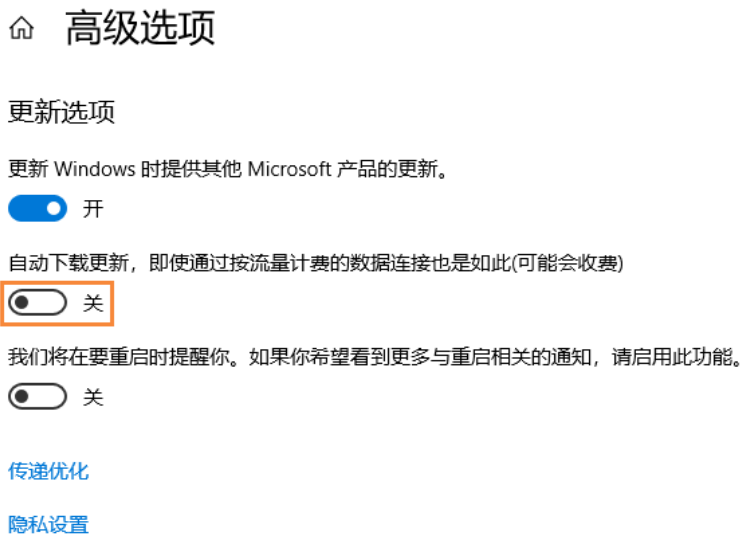 高级选项
更新选项
更新 Windows 时提供其他 Microsoft 产品的更新。
开
自动下载更新，即使通过按流量计费的数据连接也是如此(可能会收费)
关
我们将在要重启时提醒你。如果你希望看到更多与重启相关的通知，请启用此功能。
关
传递优化
隐私设置